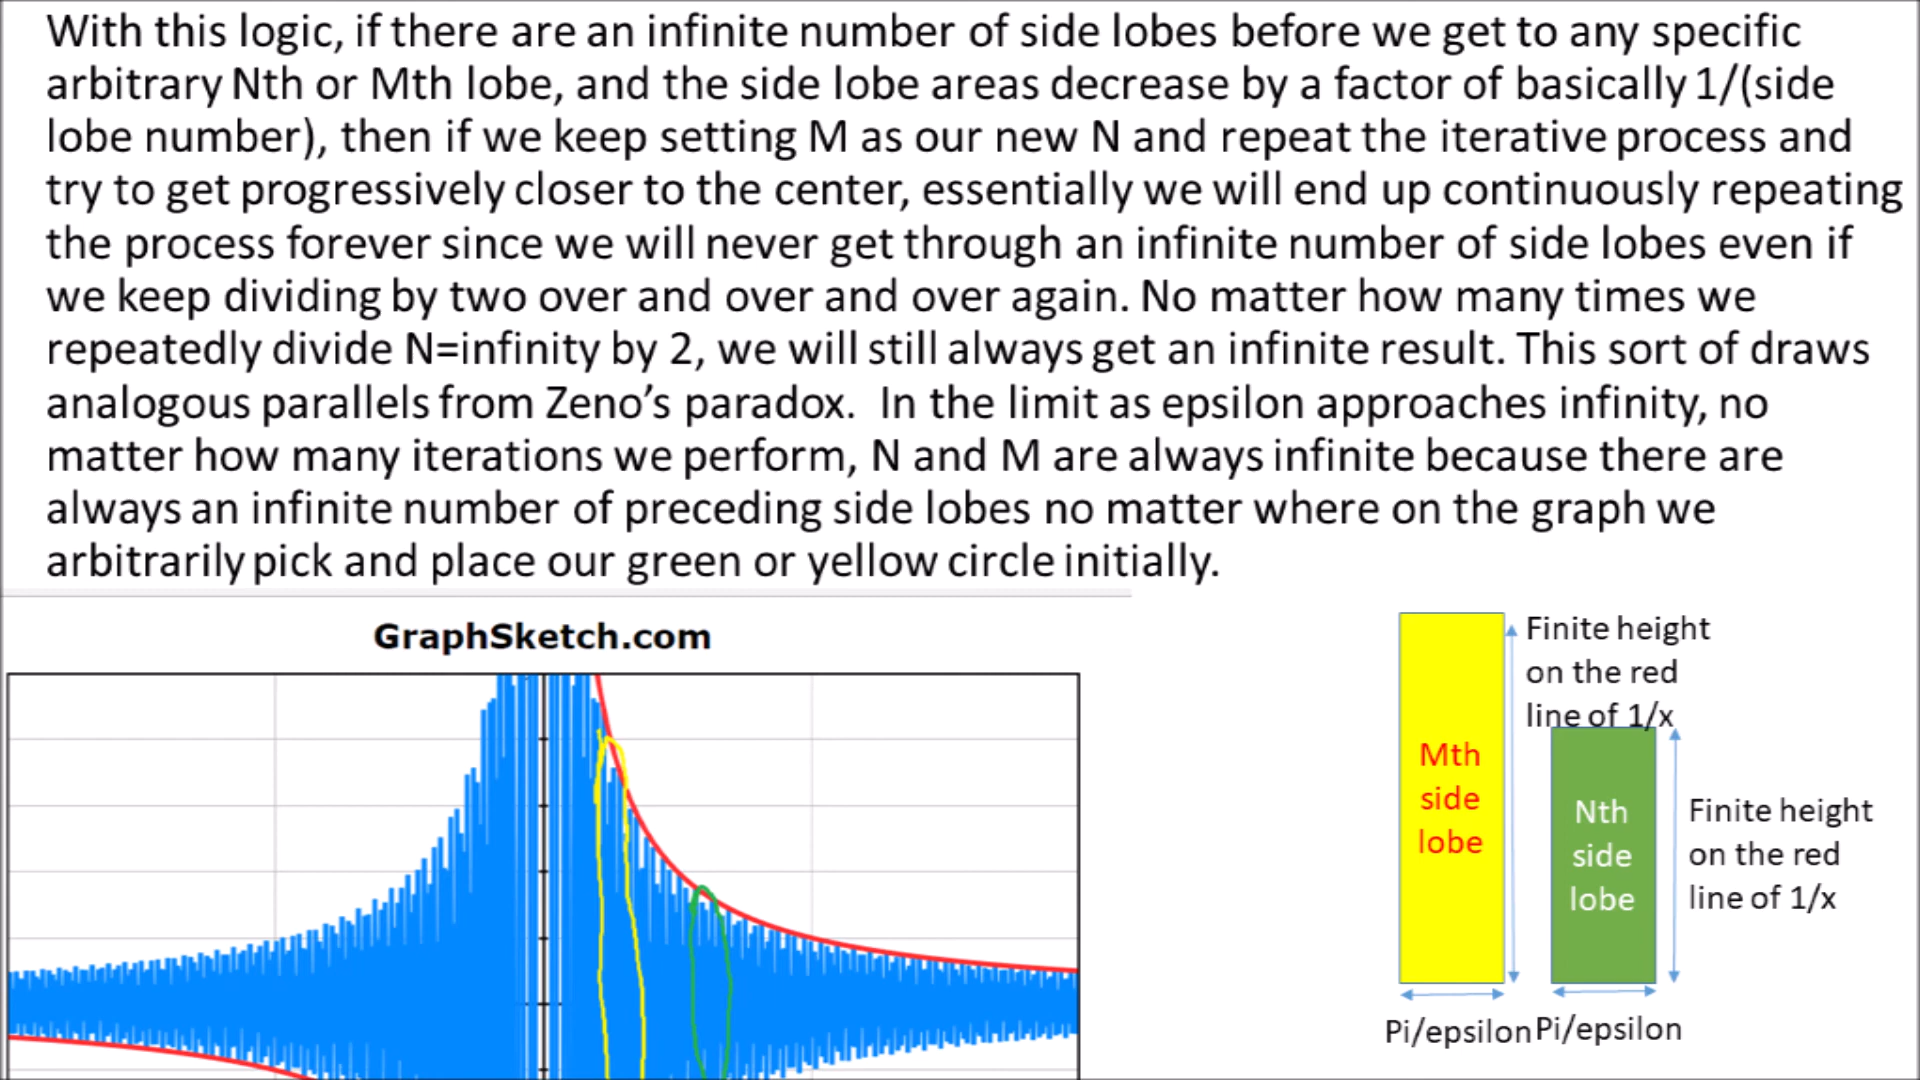 With this logic, if there are an infinite number of side lobes before we get to any specific
arbitrary Nth or Mth lobe, and the side lobe areas decrease by a factor of basically 1/(side
lobe number), then if we keep setting M as our new N and repeat the iterative process and
try to get progressively closer to the center, essentially we will end up continuously repeating
the process forever since we will never get through an infinite number of side lobes even if
we keep dividing by two over and over and over again. No matter how many times we
repeatedly divide N=infinity by 2, we will still always get an infinite result. This sort of draws
analogous parallels from Zeno’s paradox.  In the limit as epsilon approaches infinity, no
matter how many iterations we perform, N and M are always infinite because there are
always an infinite number of preceding side lobes no matter where on the graph we
arbitrarily pick and place our green or yellow circle initially.
GraphSketch.com
Finite height
on the red
line of 1/x
Mth
side
lobe
Nth
side
lobe
Finite height
on the red
line of 1/x
Pi/epsilon
Pi/epsilon